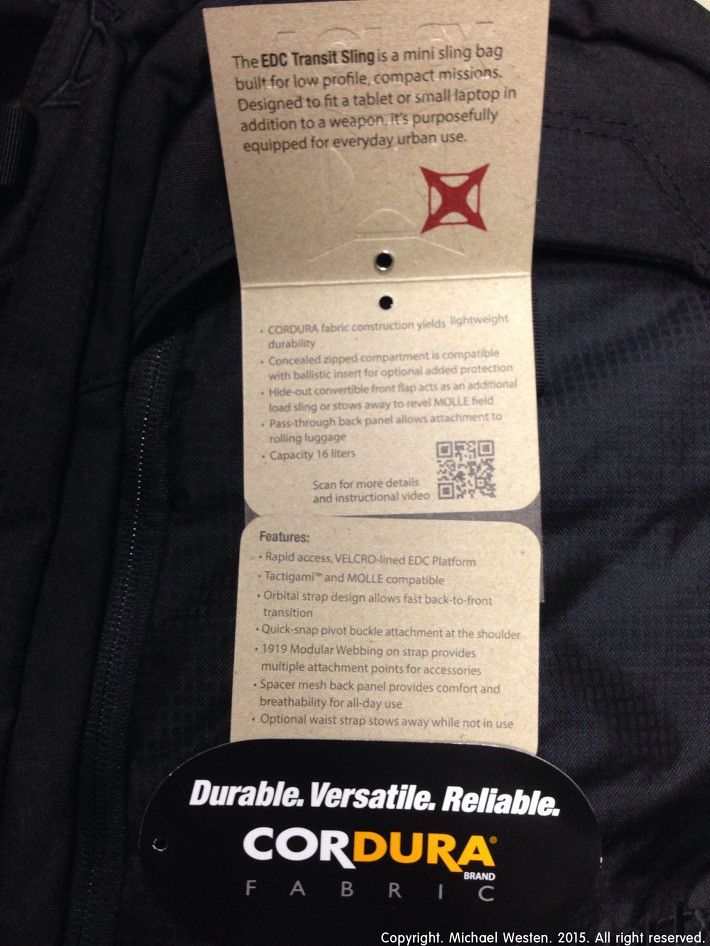 The EDC Transit Sling is a mini sling bag
built for low profile, compact missions.
Designed to fit a tablet or small laptop in
addition to a weapon, it's purposefully
equipped for everyday urban use.
• CORDURA fabric construction yields lightweight
durability
• Concealed zipped compartment is compatible
with ballistic insert for optional added protection
• Hide-out convertible front flap acts as an additional
load sling or stows away to revel MOLLE field
• Pass-through back panel allows attachment to
rolling luggage
• Capacity 16 liters
Scan for more details
and instructional video
Features:
• Rapid access, VELCRO-lined EDC Platform
• Tactigami™ and MOLLE compatible
• Orbital strap design allows fast back-to-front
transition
• Quick-snap pivot buckle attachment at the shoulder
• 1919 Modular Webbing on strap provides
multiple attachment points for accessories
• Spacer mesh back panel provides comfort and
breathability for all-day use
• Optional waist strap stows away while not in use
Durable. Versatile. Reliable.
CORDURA®
BRAND
FABRIC
Copyright. Michael Westen. 2015. All right reserved.